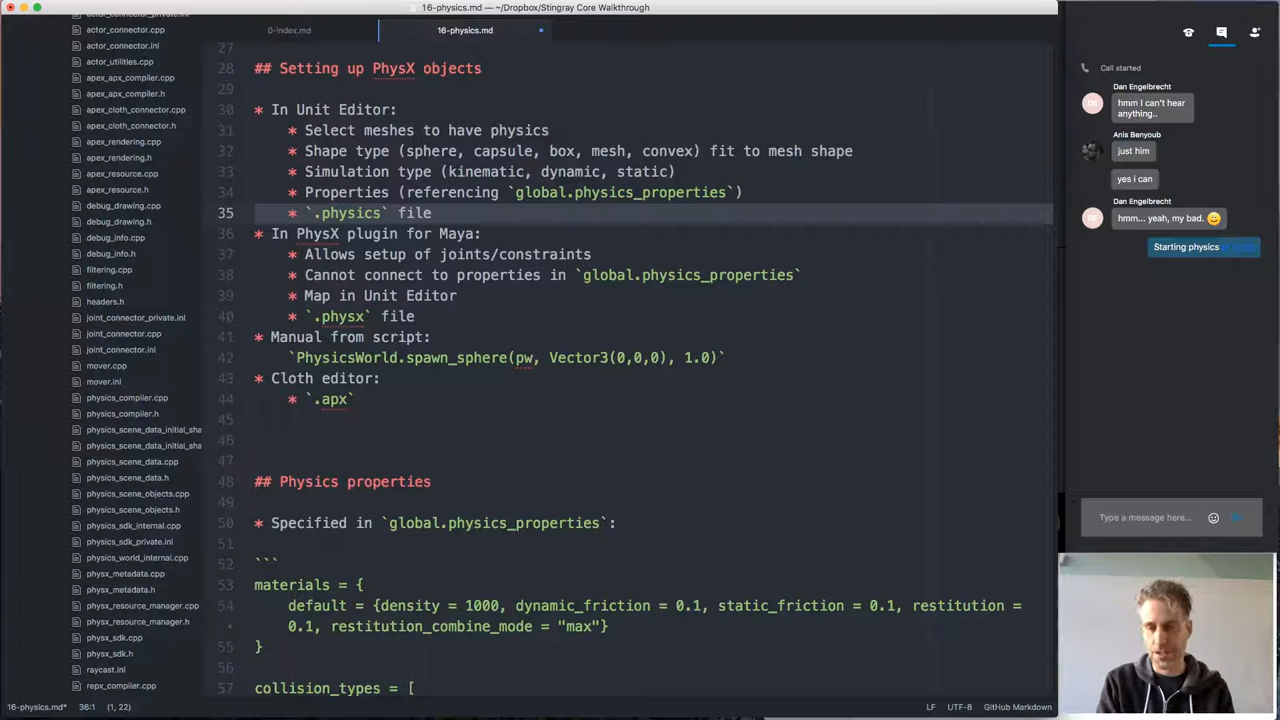 16-physics.md — ~/Dropbox/Stingray Core Walkthrough
0-index.md
16-physics.md
actor_connector_private.inl
actor_connector.cpp
actor_connector.inl
actor_utilities.cpp
apex_apx_compiler.cpp
apex_apx_compiler.h
apex_cloth_connector.cpp
apex_cloth_connector.h
apex_rendering.cpp
apex_rendering.h
apex_resource.cpp
apex_resource.h
debug_drawing.cpp
debug_drawing.h
debug_info.cpp
debug_info.h
filtering.cpp
filtering.h
headers.h
joint_connector_private.inl
joint_connector.cpp
joint_connector.inl
mover.cpp
mover.inl
physics_compiler.cpp
physics_compiler.h
physics_scene_data_initial_sha
physics_scene_data_initial_sha
physics_scene_data.cpp
physics_scene_data.h
physics_scene_objects.cpp
physics_scene_objects.h
physics_sdk_internal.cpp
physics_sdk_private.inl
physics_world_internal.cpp
physx_metadata.cpp
physx_metadata.h
physx_resource_manager.cpp
physx_resource_manager.h
physx_sdk.cpp
physx_sdk.h
raycast.inl
repx_compiler.cpp
27
28 ## Setting up PhysX objects
29
30 * In Unit Editor:
31 * Select meshes to have physics
32 * Shape type (sphere, capsule, box, mesh, convex) fit to mesh shape
33 * Simulation type (kinematic, dynamic, static)
34 * Properties (referencing `global.physics_properties`)
35 * `.physics` file
36 * In PhysX plugin for Maya:
37 * Allows setup of joints/constraints
38 * Cannot connect to properties in `global.physics_properties`
39 * Map in Unit Editor
40 * `.physx` file
41 * Manual from script:
42 `PhysicsWorld.spawn_sphere(pw, Vector3(0,0,0), 1.0)`
43 * Cloth editor:
44 * `.apx`
45
46
47
48 ## Physics properties
49
50 * Specified in `global.physics_properties`:
51
52 ```
53 materials = {
54 default = {density = 1000, dynamic_friction = 0.1, static_friction = 0.1, restitution =
• 0.1, restitution_combine_mode = "max"}
55 }
56
57 collision_types = [
16-physics.md* 36:1 (1, 22)
LF UTF-8 GitHub Markdown
Call started
Dan Engelbrecht
DE
hmm I can't hear
anything..
Anis Benyoub
just him
yes i can
Dan Engelbrecht
DE
hmm... yeah, my bad.
Starting physics
Type a message here...